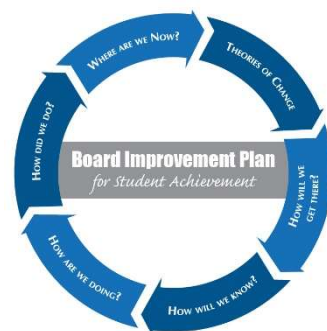 Where are we Now?
Theories of Change
How will we
get there?
How will we know?
How are we doing?
How did we do?
Board Improvement Plan
for Student Achievement